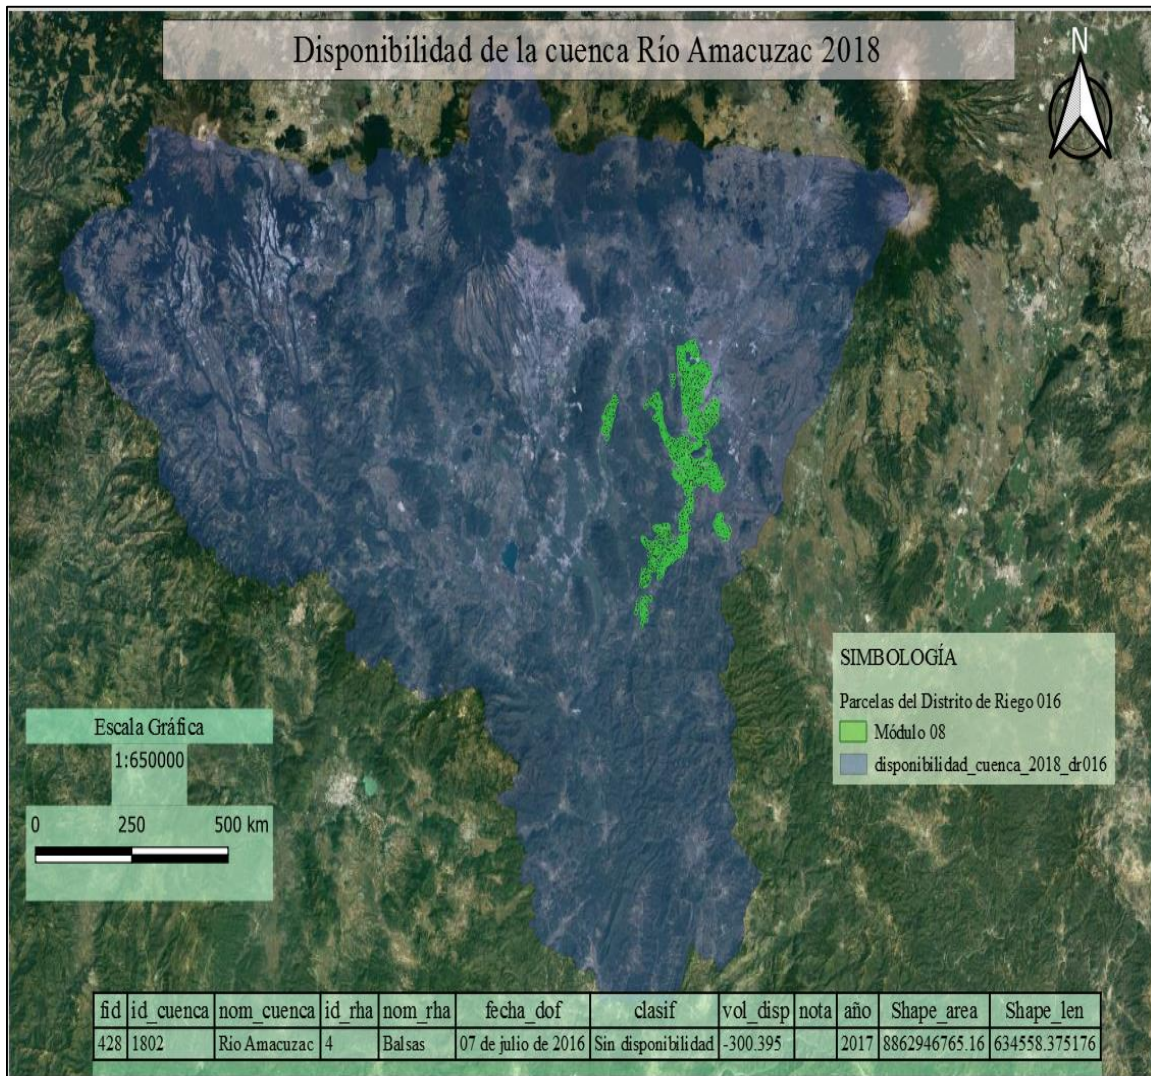 Disponibilidad de la cuenca Río Amacuzac 2018
N
SIMBOLOGÍA
Parcelas del Distrito de Riego 016
Módulo 08
disponibilidad_cuenca_2018_dr016
Escala Gráfica
1:650000
0 250 500 km
fid id_cuenca nom_cuenca id_rha nom_rha fecha_dof clasif vol_disp nota año Shape_area Shape_len
428 1802 Río Amacuzac 4 Balsas 07 de julio de 2016 Sin disponibilidad -300.395 2017 8862946765.16 634558.375176